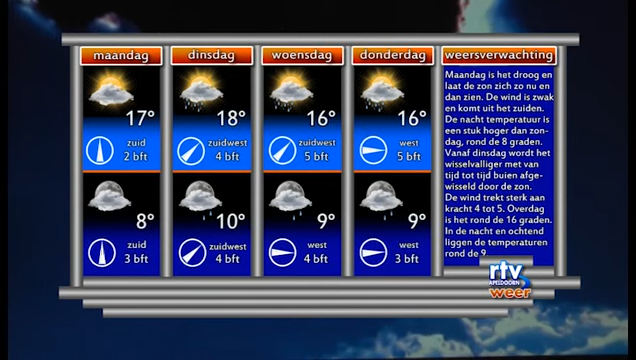 maandag
dinsdag
woensdag
donderdag
weersverwachting
17°
18°
16°
16°
zuid
2 bft
zuidwest
4 bft
zuidwest
5 bft
west
5 bft
8°
10°
9°
9°
zuid
3 bft
zuidwest
4 bft
west
4 bft
west
3 bft
Maandag is het droog en
laat de zon zich zo nu en
dan zien. De wind is zwak
en komt uit het zuiden.
De nacht temperatuur is
een stuk hoger dan zon-
dag, rond de 8 graden.
Vanaf dinsdag wordt het
wisselvalliger met van
tijd tot tijd buien afge-
wisseld door de zon.
De wind trekt sterk aan
kracht 4 tot 5. Overdag
is het rond de 16 graden.
In de nacht en ochtend
liggen de temperaturen
rond de 9
rtv
APELDOORN
weer